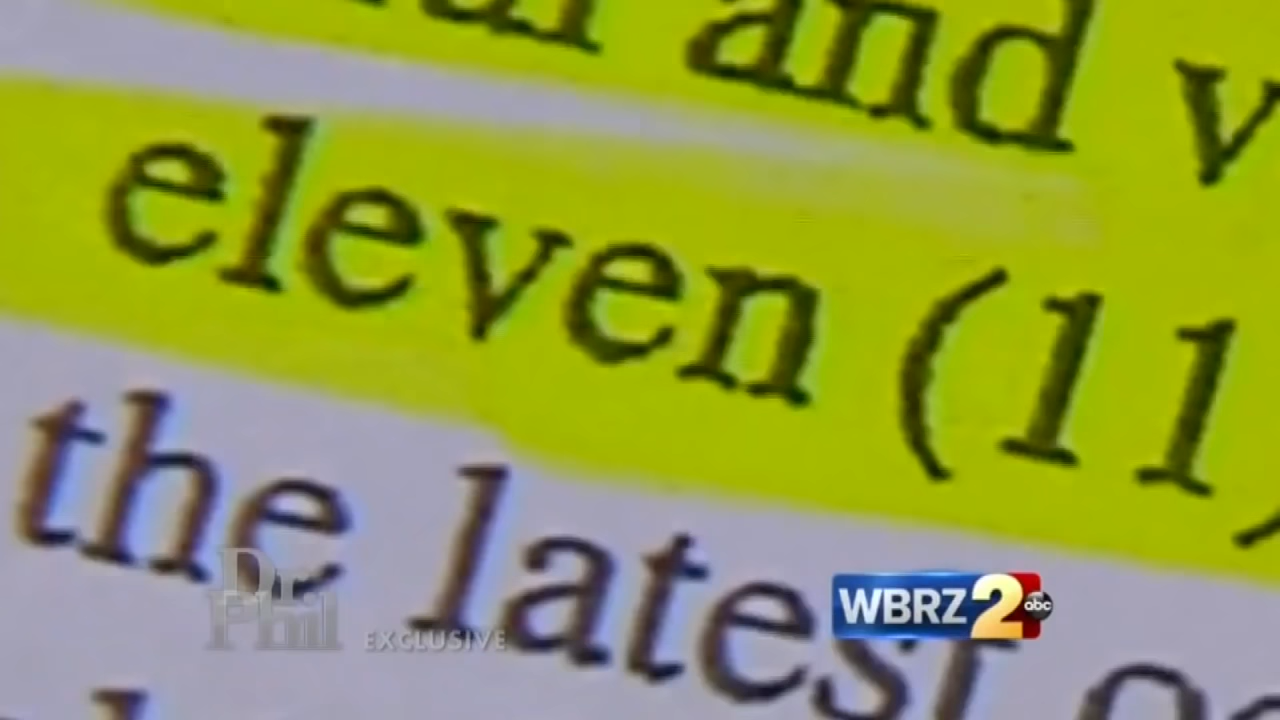 and
eleven (11)
the latest
Dr.
Phil EXCLUSIVE
WBRZ 2 abc